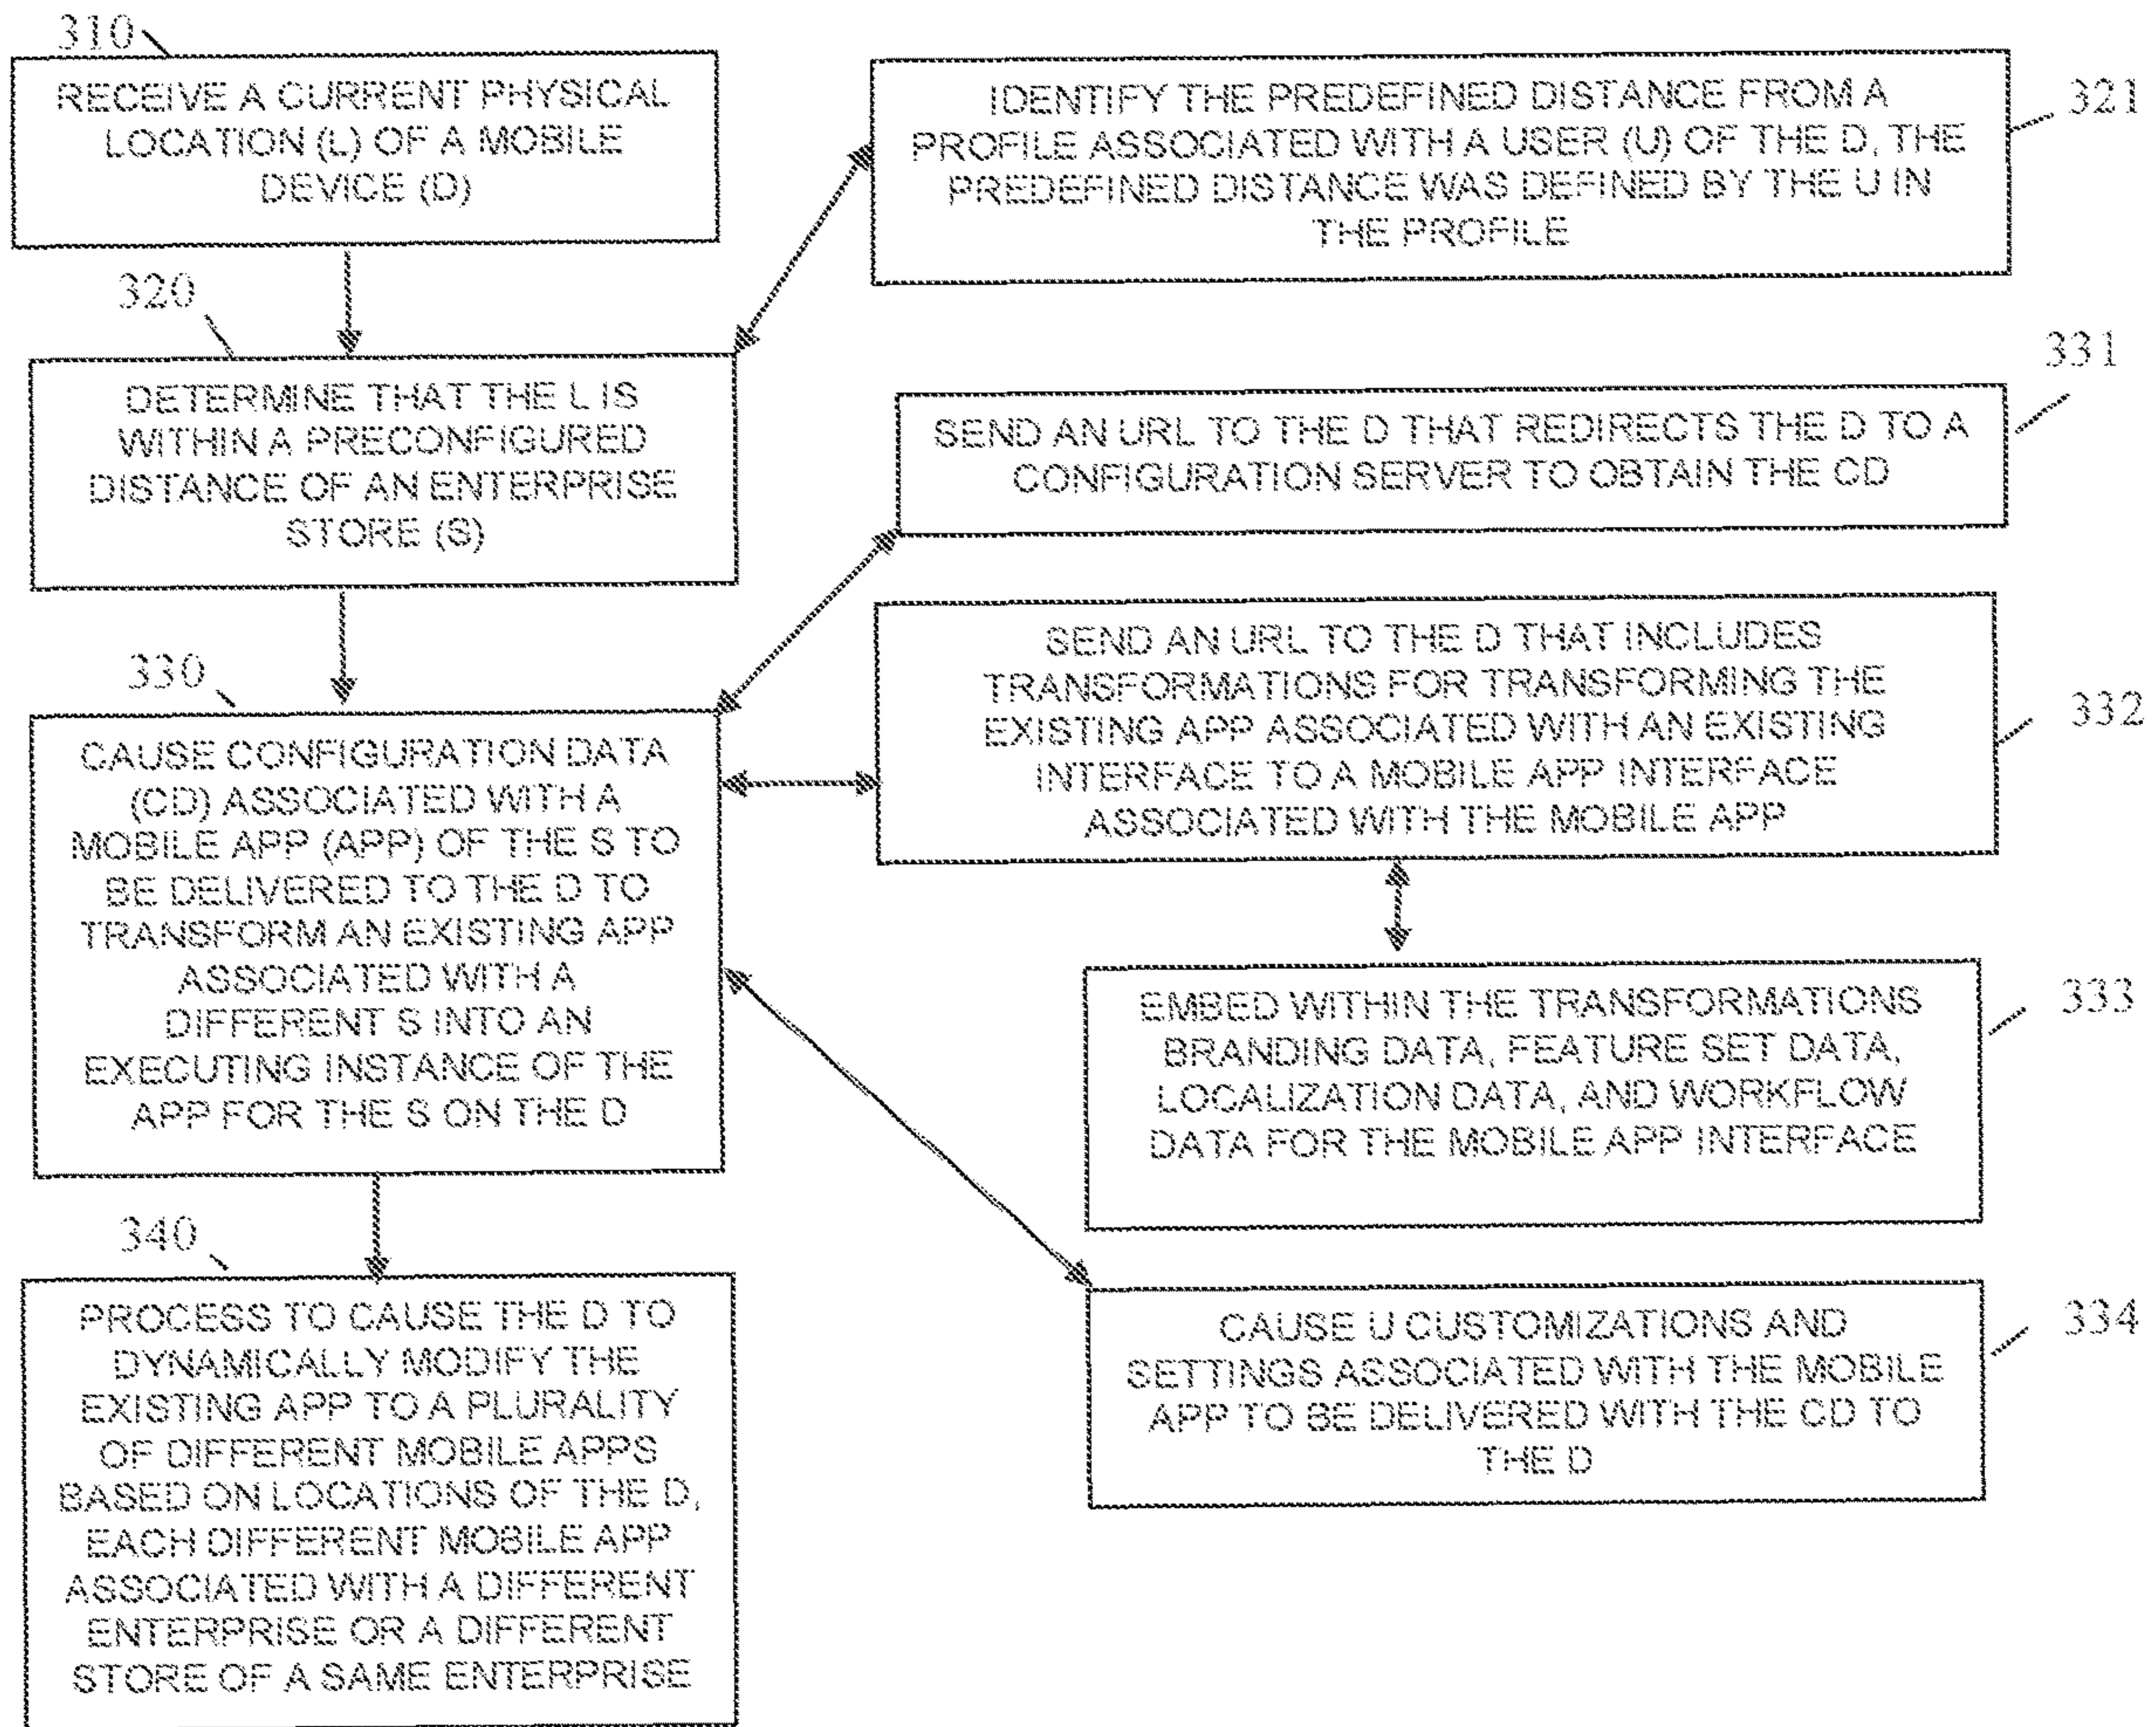 310
RECEIVE A CURRENT PHYSICAL
LOCATION (L) OF A MOBILE
DEVICE (D)
320
DETERMINE THAT THE L IS
WITHIN A PRECONFIGURED
DISTANCE OF AN ENTERPRISE
STORE (S)
330
CAUSE CONFIGURATION DATA
(CD) ASSOCIATED WITH A
MOBILE APP (APP) OF THE S TO
BE DELIVERED TO THE D TO
TRANSFORM AN EXISTING APP
ASSOCIATED WITH A
DIFFERENT S INTO AN
EXECUTING INSTANCE OF THE
APP FOR THE S ON THE D
340
PROCESS TO CAUSE THE D TO
DYNAMICALLY MODIFY THE
EXISTING APP TO A PLURALITY
OF DIFFERENT MOBILE APPS
BASED ON LOCATIONS OF THE D,
EACH DIFFERENT MOBILE APP
ASSOCIATED WITH A DIFFERENT
ENTERPRISE OR A DIFFERENT
STORE OF A SAME ENTERPRISE
IDENTIFY THE PREDEFINED DISTANCE FROM A
PROFILE ASSOCIATED WITH A USER (U) OF THE D, THE
PREDEFINED DISTANCE WAS DEFINED BY THE U IN
THE PROFILE
321
SEND AN URL TO THE D THAT REDIRECTS THE D TO A
CONFIGURATION SERVER TO OBTAIN THE CD
331
SEND AN URL TO THE D THAT INCLUDES
TRANSFORMATIONS FOR TRANSFORMING THE
EXISTING APP ASSOCIATED WITH AN EXISTING
INTERFACE TO A MOBILE APP INTERFACE
ASSOCIATED WITH THE MOBILE APP
332
EMBED WITHIN THE TRANSFORMATIONS
BRANDING DATA, FEATURE SET DATA,
LOCALIZATION DATA, AND WORKFLOW
DATA FOR THE MOBILE APP INTERFACE
333
CAUSE U CUSTOMIZATIONS AND
SETTINGS ASSOCIATED WITH THE MOBILE
APP TO BE DELIVERED WITH THE CD TO
THE D
334